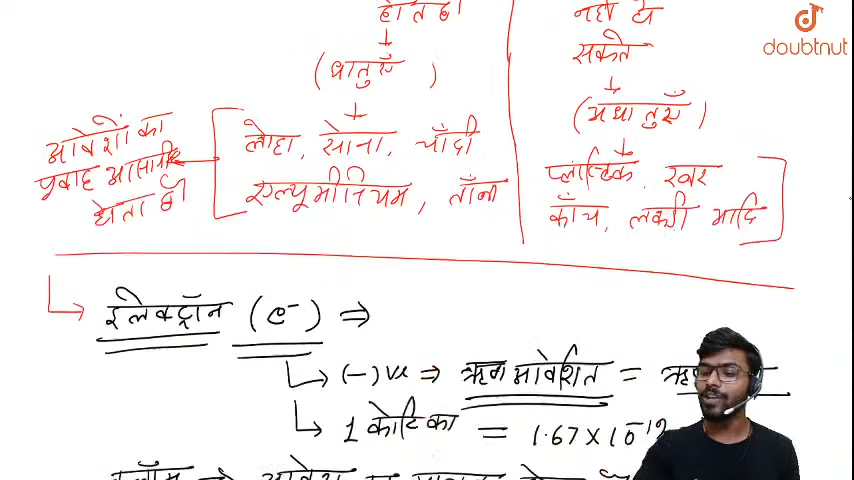 नहीं दे
सकते
doubtnut
(धातुएँ)
(अधातुएँ)
आवेशों का
प्रवाह आसानी से
होता है
लोहा, सोना, चाँदी
एल्यूमीनियम, ताँबा
प्लास्टिक, रबर
काँच, लकड़ी आदि
इलेक्ट्रॉन (e⁻) ⇒
(-)ve ⇒ ऋण आवेशित =
1 कोटिका = 1.67×10⁻¹⁹